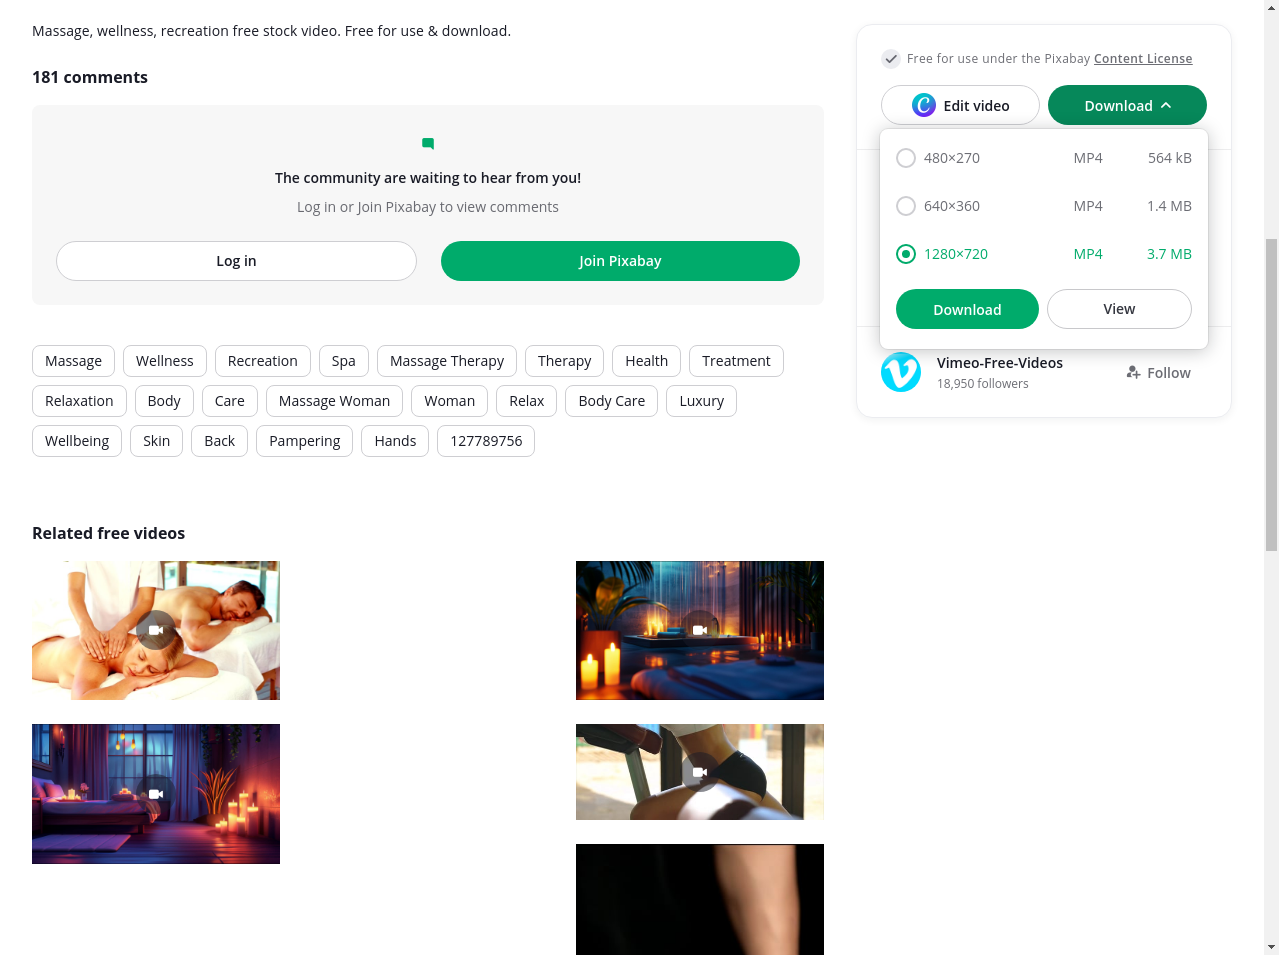 Massage, wellness, recreation free stock video. Free for use & download.
181 comments
The community are waiting to hear from you!
Log in or Join Pixabay to view comments
Log in
Join Pixabay
Massage
Wellness
Recreation
Spa
Massage Therapy
Therapy
Health
Treatment
Relaxation
Body
Care
Massage Woman
Woman
Relax
Body Care
Luxury
Wellbeing
Skin
Back
Pampering
Hands
127789756
Related free videos
Free for use under the Pixabay Content License
Edit video
Download
480×270 MP4 564 kB
640×360 MP4 1.4 MB
1280×720 MP4 3.7 MB
Download
View
Vimeo-Free-Videos
18,950 followers
Follow